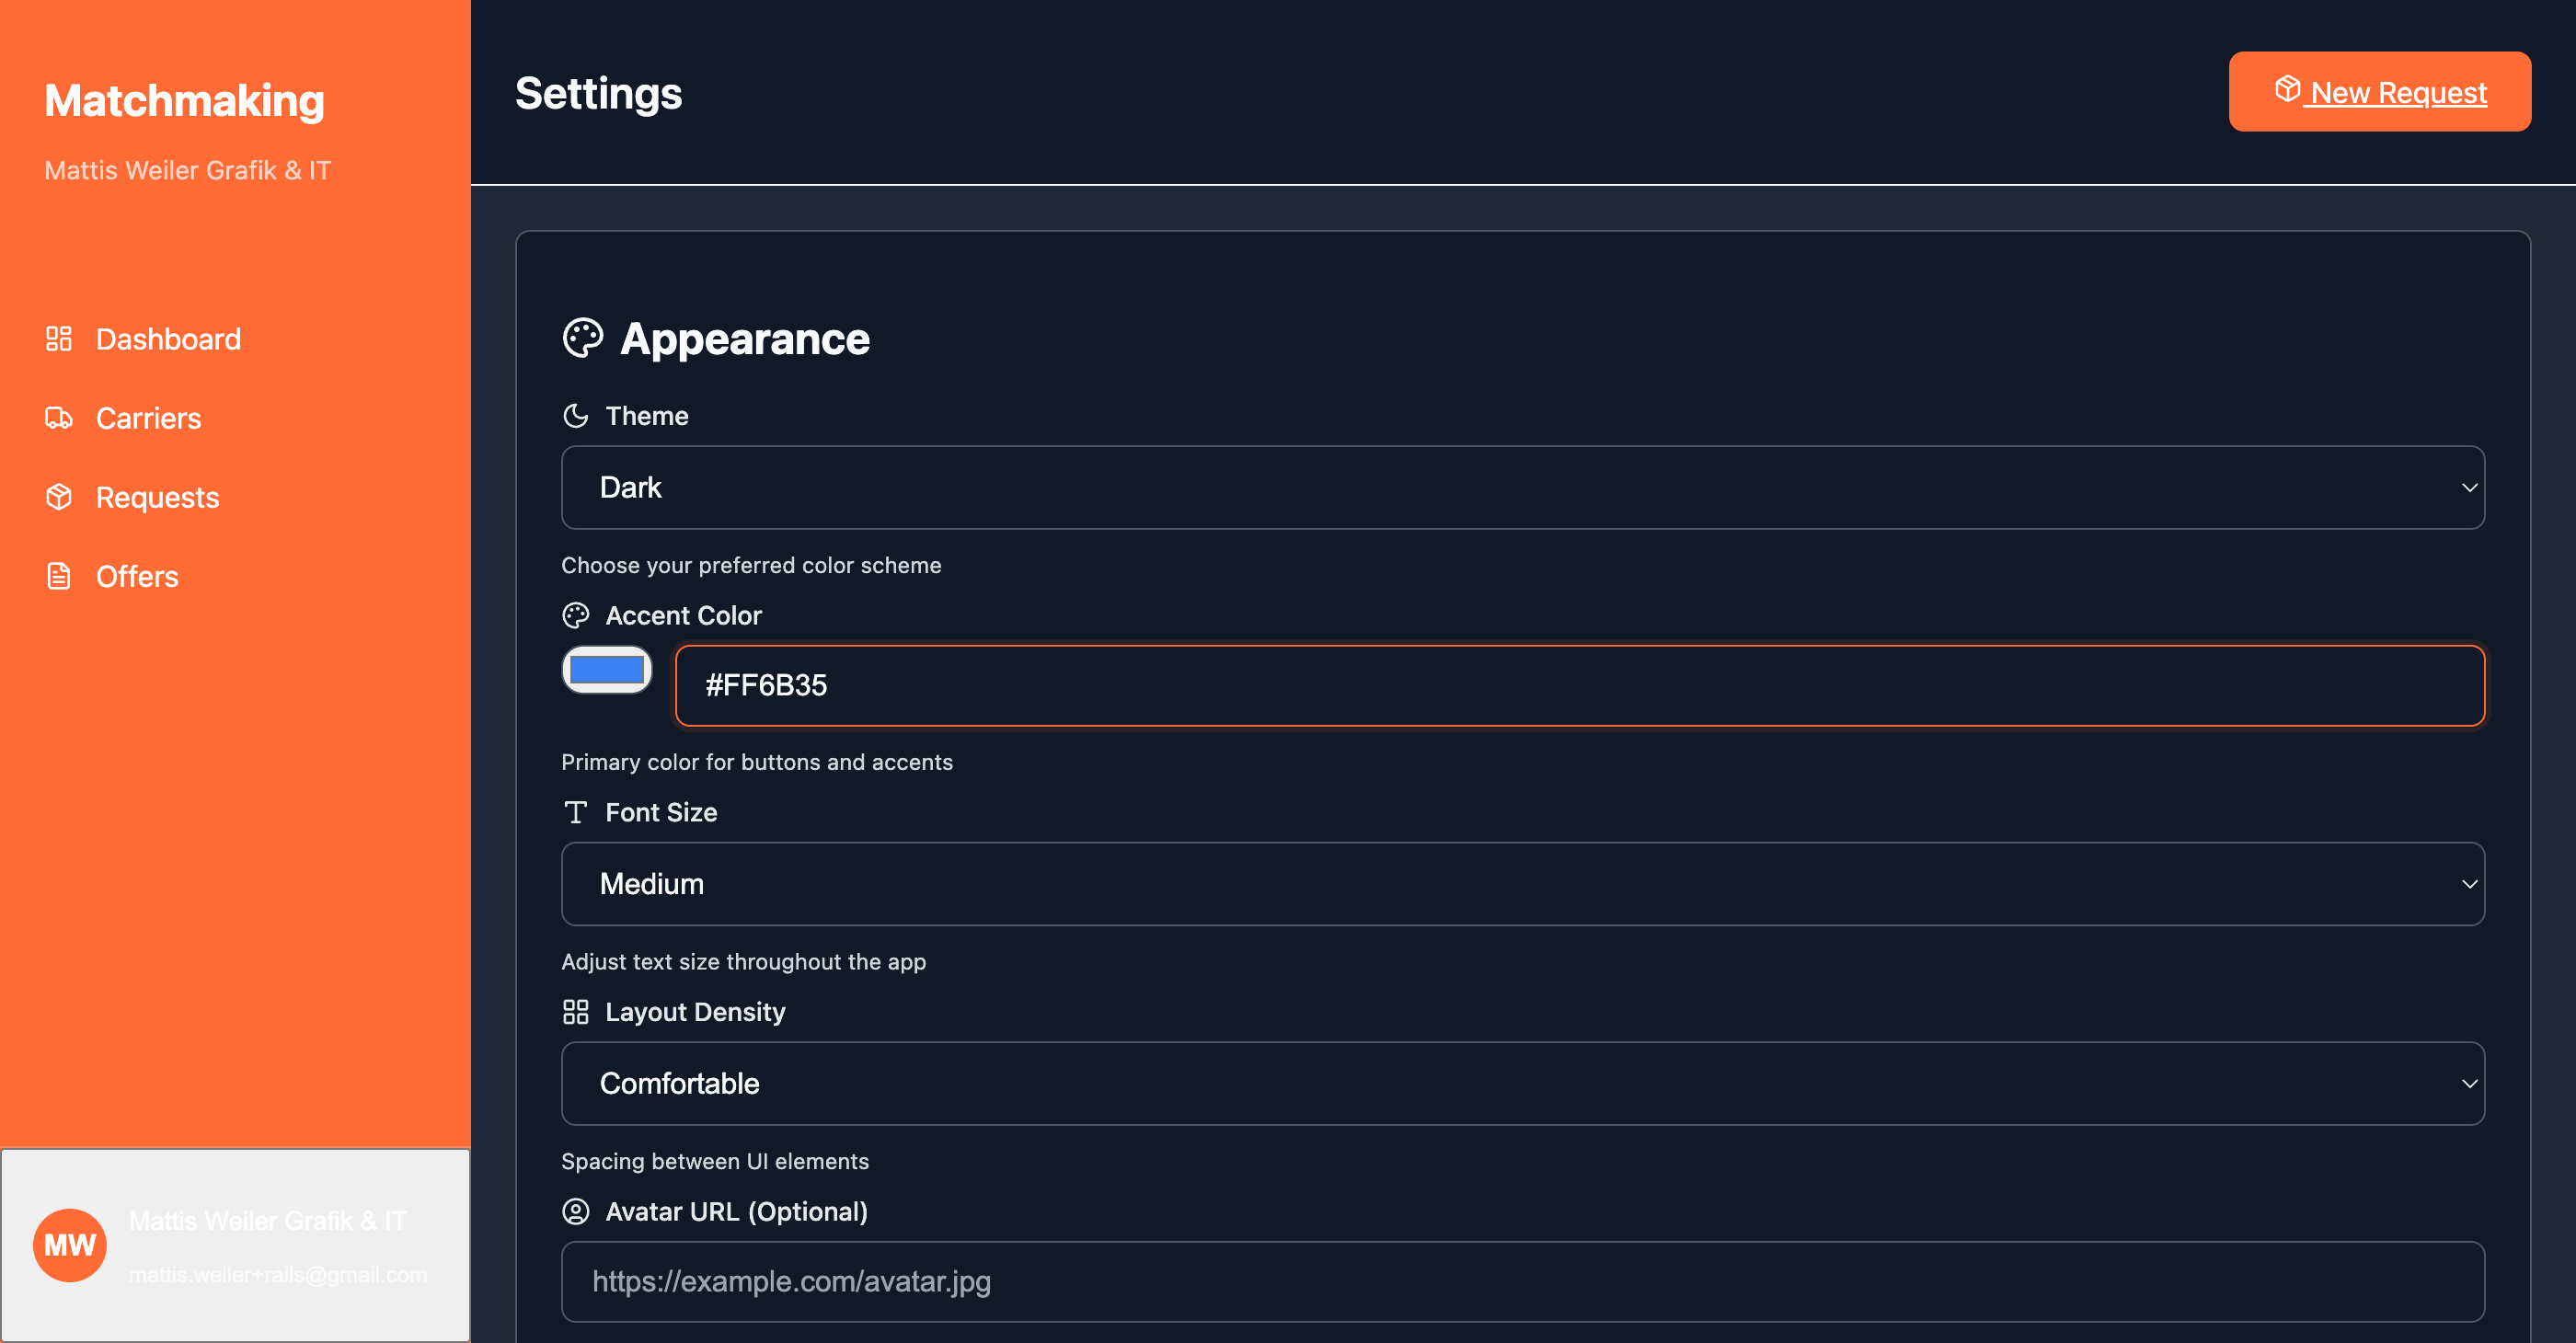 Matchmaking
Mattis Weiler Grafik & IT
Dashboard
Carriers
Requests
Offers
MW
Mattis Weiler Grafik & IT
mattis.weiler+rails@gmail.com
Settings
New Request
Appearance
Theme
Dark
Choose your preferred color scheme
Accent Color
#FF6B35
Primary color for buttons and accents
Font Size
Medium
Adjust text size throughout the app
Layout Density
Comfortable
Spacing between UI elements
Avatar URL (Optional)
https://example.com/avatar.jpg